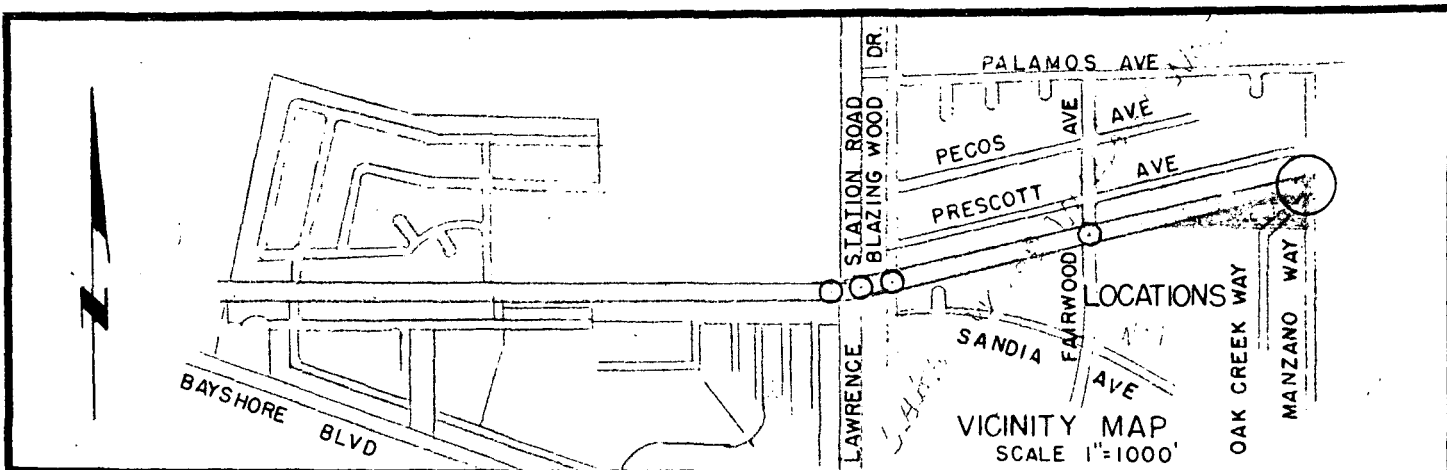 PALAMOS AVE
BLAZING WOOD DR.
LAWRENCE STATION ROAD
PECOS AVE
PRESCOTT AVE
FAIRWOOD AVE
LOCATIONS
SANDIA AVE
OAK CREEK WAY
MANZANO WAY
BAYSHORE BLVD
N
VICINITY MAP
SCALE 1"=1000'